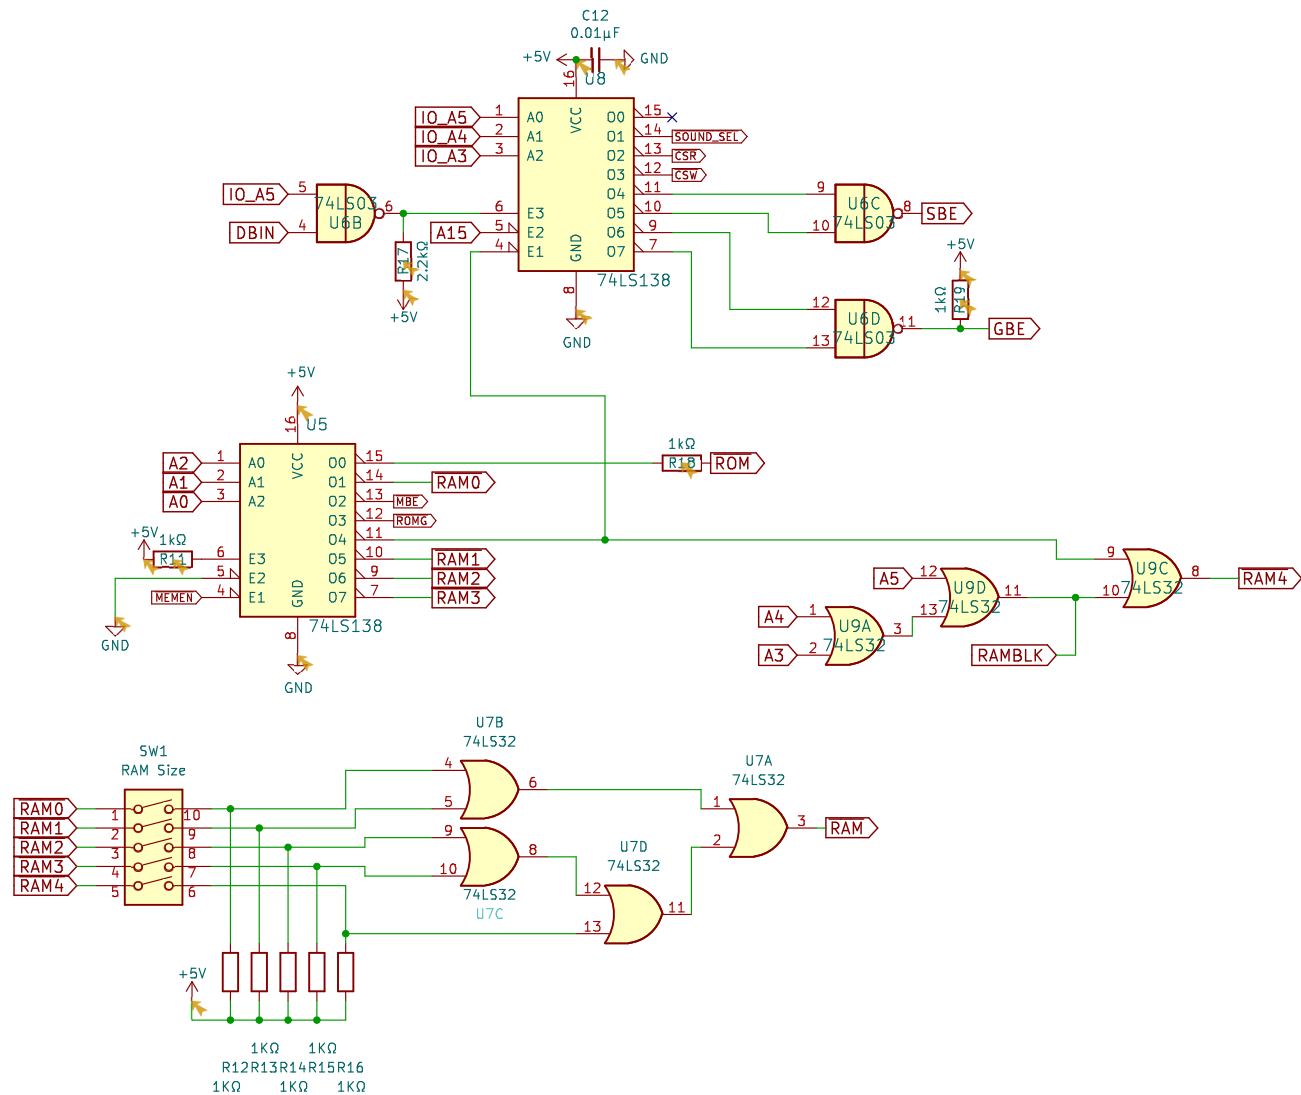 C12
0.01µF
+5V
GND
16
U8
IO_A5 1 A0 VCC O0 15
IO_A4 2 A1 O1 14 SOUND_SEL
IO_A3 3 A2 O2 13 CSR
O3 12 CSW
IO_A5 5 O4 11 9
74LS03 6 6 E3 O5 10 U6C 8 SBE
U6B 74LS03
DBIN 4 A15 5 E2 O6 9 10
4 E1 GND O7 7 +5V
R17 2.2kΩ
8 74LS138
+5V
1kΩ R19
12
U6D 11 GBE
74LS03
13
GND
+5V
16
U5
1kΩ
A2 1 A0 VCC O0 15 R18 ROM
A1 2 A1 O1 14 RAM0
A0 3 A2 O2 13 MBE
O3 12 ROMG
+5V 1kΩ O4 11
R11 6 E3 O5 10 RAM1 9
5 E2 O6 9 RAM2 A5 12 U9C 8 RAM4
U9D 11 10 74LS32
MEMEN 4 E1 GND O7 7 RAM3 13 74LS32
A4 1
U9A 3
74LS32
8 74LS138
GND
A3 2 RAMBLK
GND
U7B
74LS32
SW1
RAM Size
U7A
74LS32
4
6
RAM0 1 10 5 1
RAM1 2 9 3 RAM
RAM2 3 8 9 2
RAM3 4 7 10 8
RAM4 5 6
U7D
74LS32
74LS32
U7C
12
11
13
+5V
1KΩ 1KΩ
R12 R13 R14 R15 R16
1KΩ 1KΩ 1KΩ